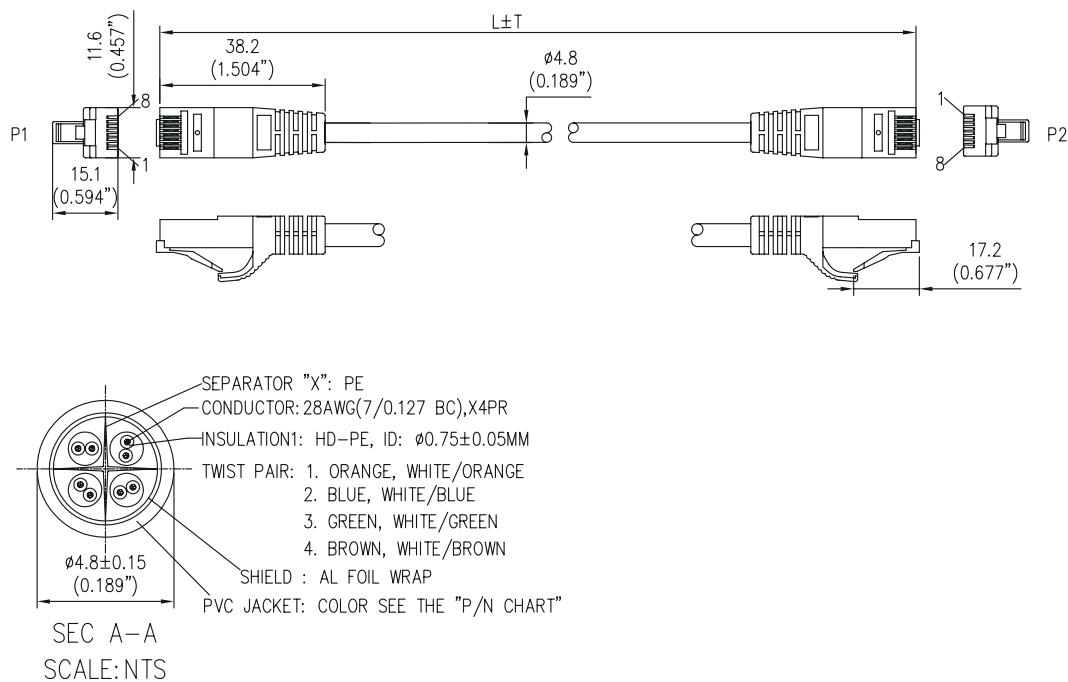 L±T
11.6
(0.457")
38.2
(1.504")
ø4.8
(0.189")
8
1
P1
P2
1
8
15.1
(0.594")
17.2
(0.677")
SEPARATOR "X": PE
CONDUCTOR: 28AWG(7/0.127 BC),X4PR
INSULATION1: HD-PE, ID: ø0.75±0.05MM
TWIST PAIR: 1. ORANGE, WHITE/ORANGE
2. BLUE, WHITE/BLUE
3. GREEN, WHITE/GREEN
4. BROWN, WHITE/BROWN
ø4.8±0.15
(0.189")
SHIELD : AL FOIL WRAP
PVC JACKET: COLOR SEE THE "P/N CHART"
SEC A-A
SCALE: NTS